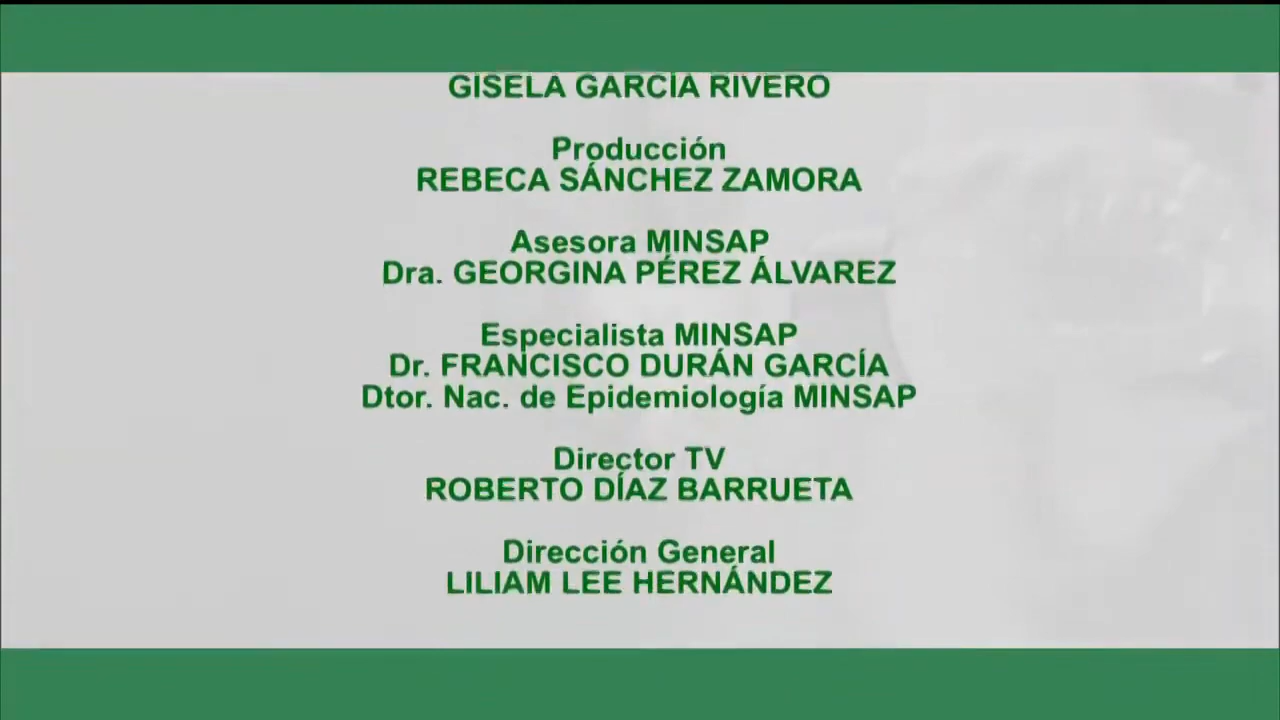 GISELA GARCÍA RIVERO
Producción
REBECA SÁNCHEZ ZAMORA
Asesora MINSAP
Dra. GEORGINA PÉREZ ÁLVAREZ
Especialista MINSAP
Dr. FRANCISCO DURÁN GARCÍA
Dtor. Nac. de Epidemiología MINSAP
Director TV
ROBERTO DÍAZ BARRUETA
Dirección General
LILIAM LEE HERNÁNDEZ